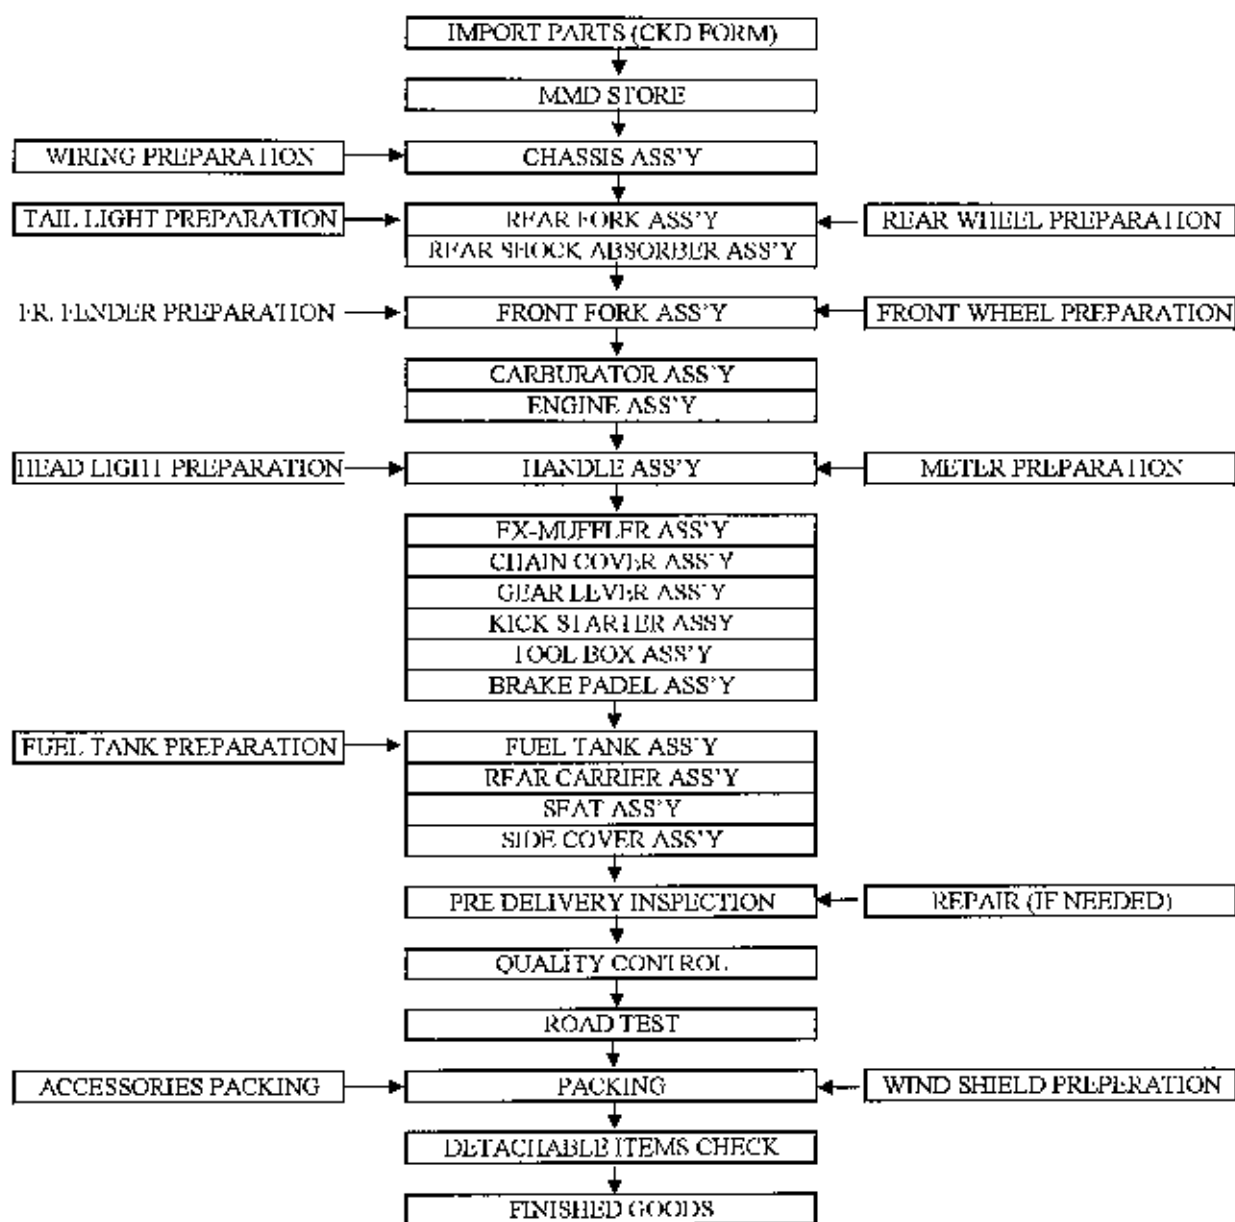 IMPORT PARTS (CKD FORM)
MMD STORE
WIRING PREPARATION
CHASSIS ASS'Y
TAIL LIGHT PREPARATION
REAR FORK ASS'Y
REAR WHEEL PREPARATION
REAR SHOCK ABSORBER ASS'Y
FR. FENDER PREPARATION
FRONT FORK ASS'Y
FRONT WHEEL PREPARATION
CARBURATOR ASS'Y
ENGINE ASS'Y
HEAD LIGHT PREPARATION
HANDLE ASS'Y
METER PREPARATION
EX-MUFFLER ASS'Y
CHAIN COVER ASS'Y
GEAR LEVER ASS'Y
KICK STARTER ASSY
TOOL BOX ASS'Y
BRAKE PADEL ASS'Y
FUEL TANK PREPARATION
FUEL TANK ASS'Y
REAR CARRIER ASS'Y
SEAT ASS'Y
SIDE COVER ASS'Y
PRE DELIVERY INSPECTION
REPAIR (IF NEEDED)
QUALITY CONTROL
ROAD TEST
ACCESSORIES PACKING
PACKING
WIND SHIELD PREPERATION
DETACHABLE ITEMS CHECK
FINISHED GOODS